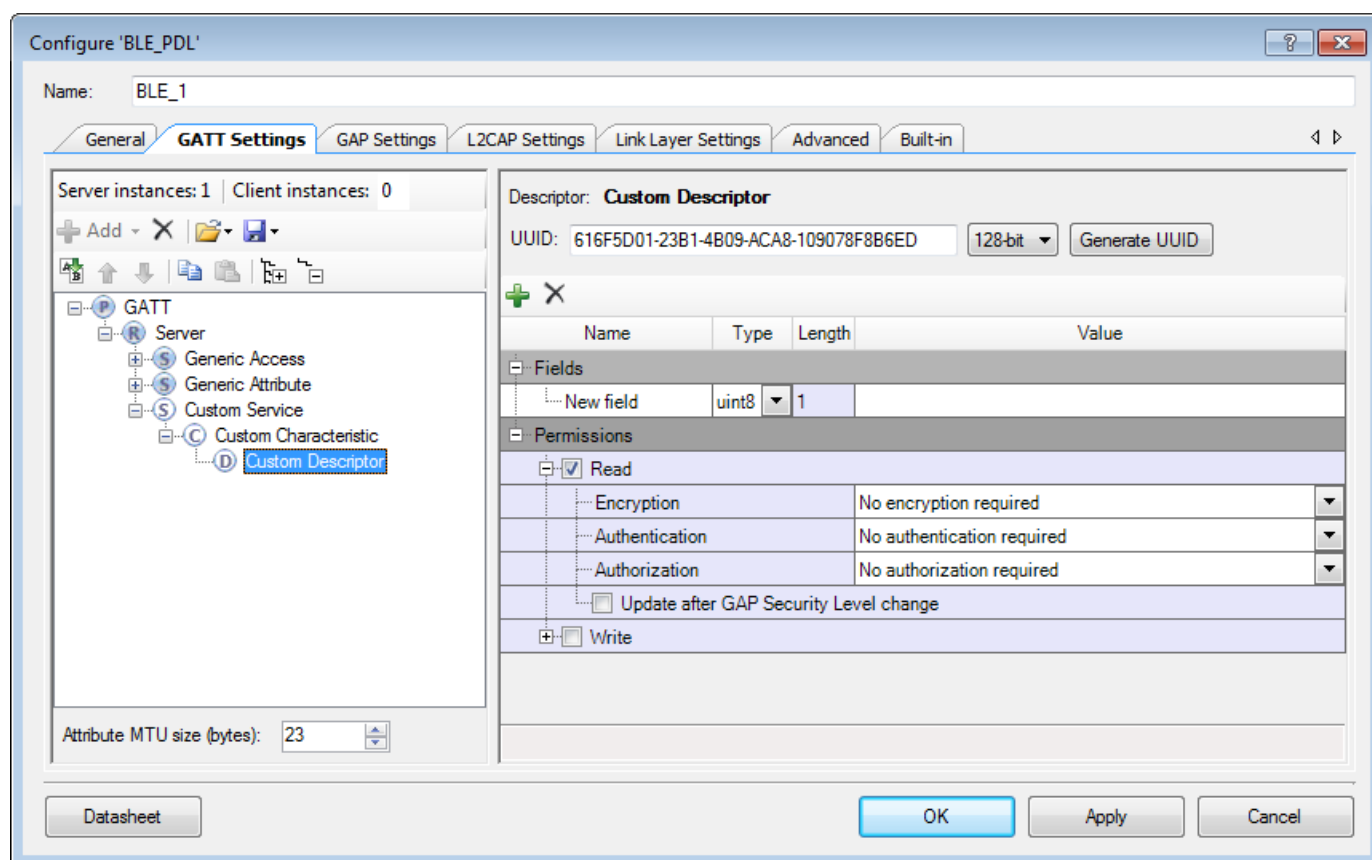 Configure 'BLE_PDL'
Name: BLE_1
General GATT Settings GAP Settings L2CAP Settings Link Layer Settings Advanced Built-in
Server instances: 1 Client instances: 0
Add
GATT
Server
Generic Access
Generic Attribute
Custom Service
Custom Characteristic
Custom Descriptor
Attribute MTU size (bytes): 23
Descriptor: Custom Descriptor
UUID: 616F5D01-23B1-4B09-ACA8-109078F8B6ED 128-bit Generate UUID
Name Type Length Value
Fields
New field uint8 1
Permissions
Read
Encryption No encryption required
Authentication No authentication required
Authorization No authorization required
Update after GAP Security Level change
Write
Datasheet OK Apply Cancel